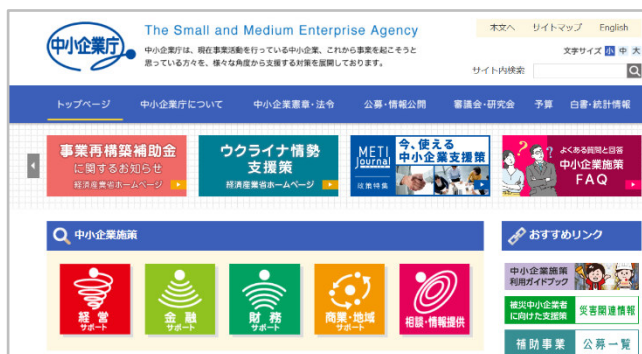 中小企業庁
The Small and Medium Enterprise Agency
中小企業庁は、現在事業活動を行っている中小企業、これから事業を起こそうと
思っている方々を、様々な角度から支援する対策を展開しております。
本文へ サイトマップ English
文字サイズ 小 中 大
サイト内検索
トップページ 中小企業庁について 中小企業憲章・法令 公募・情報公開 審議会・研究会 予算 白書・統計情報
事業再構築補助金
に関するお知らせ
経済産業省ホームページ
ウクライナ情勢
支援策
経済産業省ホームページ
METI
Journal
政策特集
今、使える
中小企業支援策
よくある質問と回答
中小企業施策
FAQ
中小企業施策
経営
サポート
金融
サポート
財務
サポート
商業・地域
サポート
相談・情報提供
おすすめリンク
中小企業施策
利用ガイドブック
被災中小企業者
に向けた支援策
災害関連情報
補助事業 公募一覧